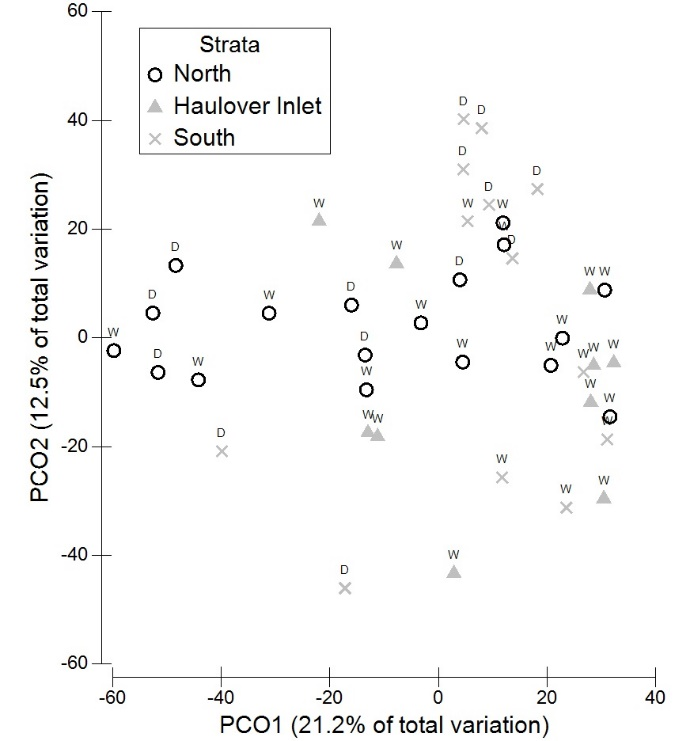 60
40
20
0
-20
-40
-60
PCO2 (12.5% of total variation)
Strata
North
Haulover Inlet
South
D
D
D
D
W
W
D
W
W
D
W
D
D
W W
D
W
D
W
W
D
W
W
D
W
W
W
W
W
D
W
W
W
W
W
W W
W
D
W
W
W
W
D
-60
-40
-20
0
20
40
PCO1 (21.2% of total variation)